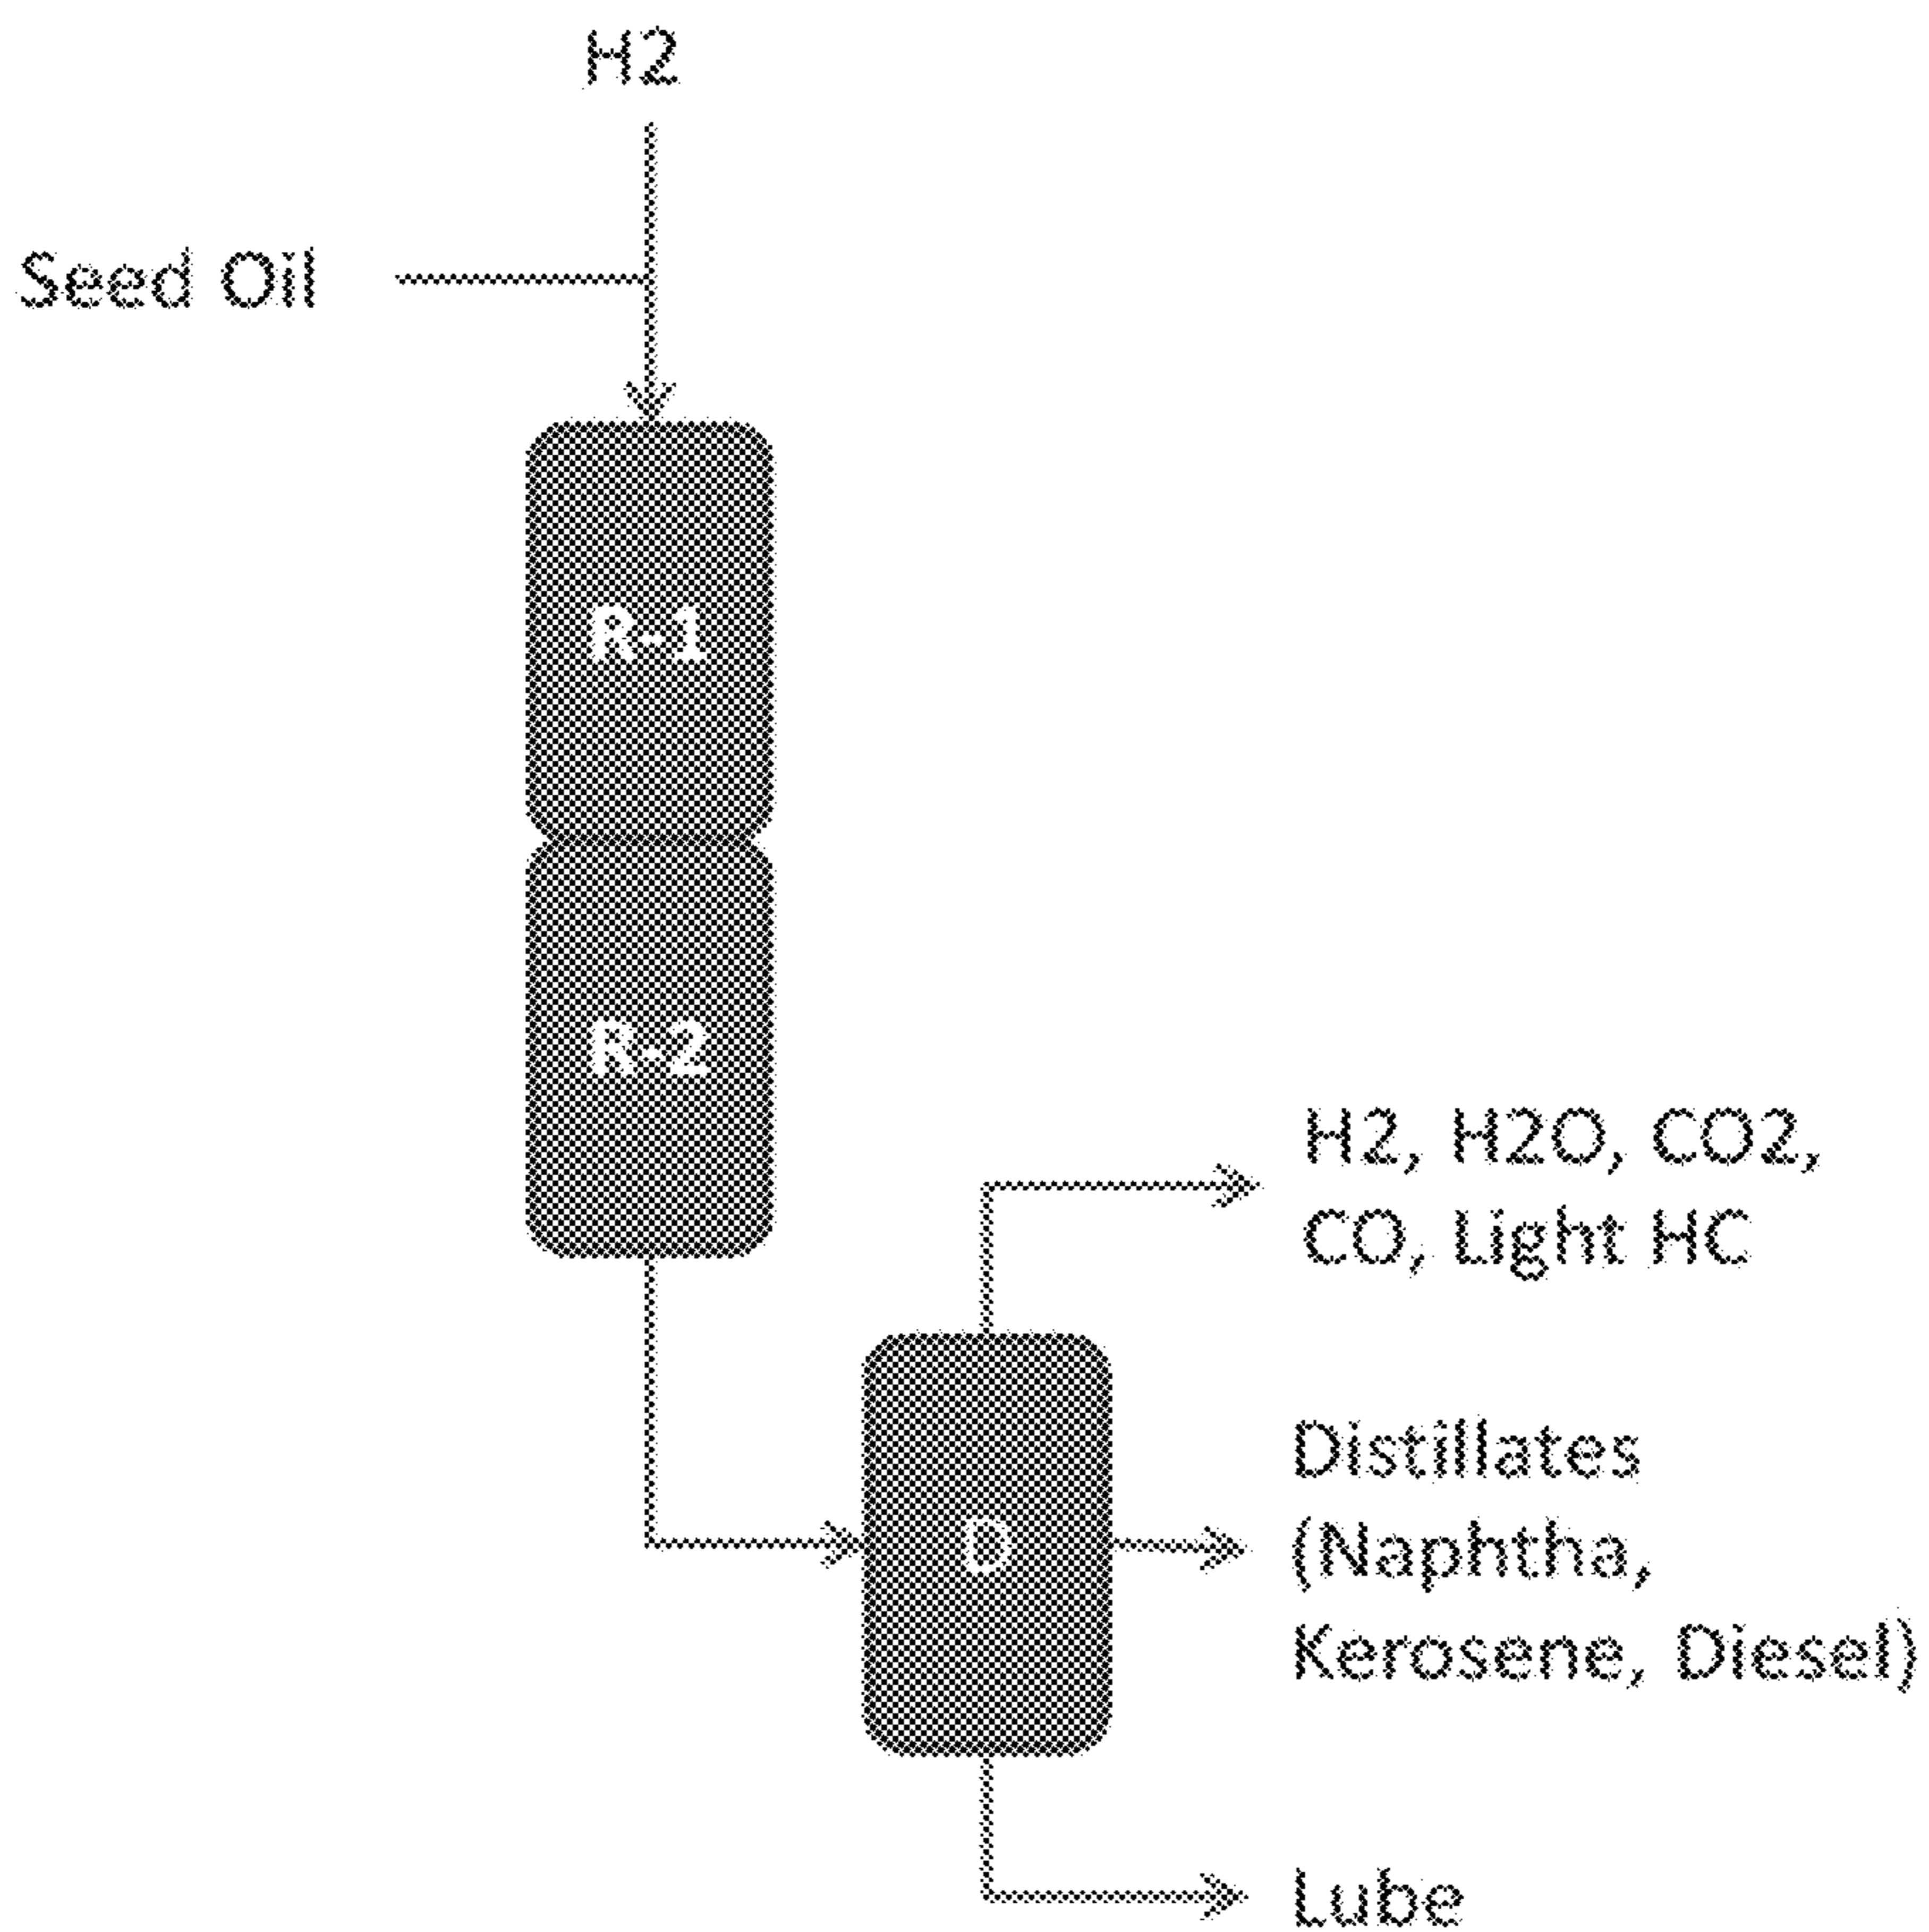 H2
Seed Oil
R-1
R-2
H2, H2O, CO2,
CO, Light HC
D
Distillates
(Naphtha,
Kerosene, Diesel)
Lube